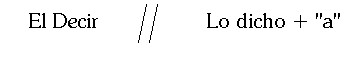 El Decir // Lo dicho + "a"